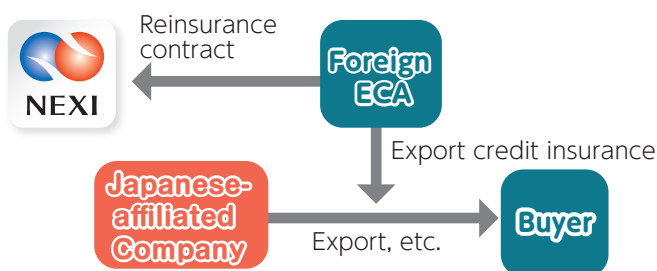 Reinsurance
contract
NEXI
Foreign
ECA
Export credit insurance
Japanese-
affiliated
Company
Export, etc.
Buyer